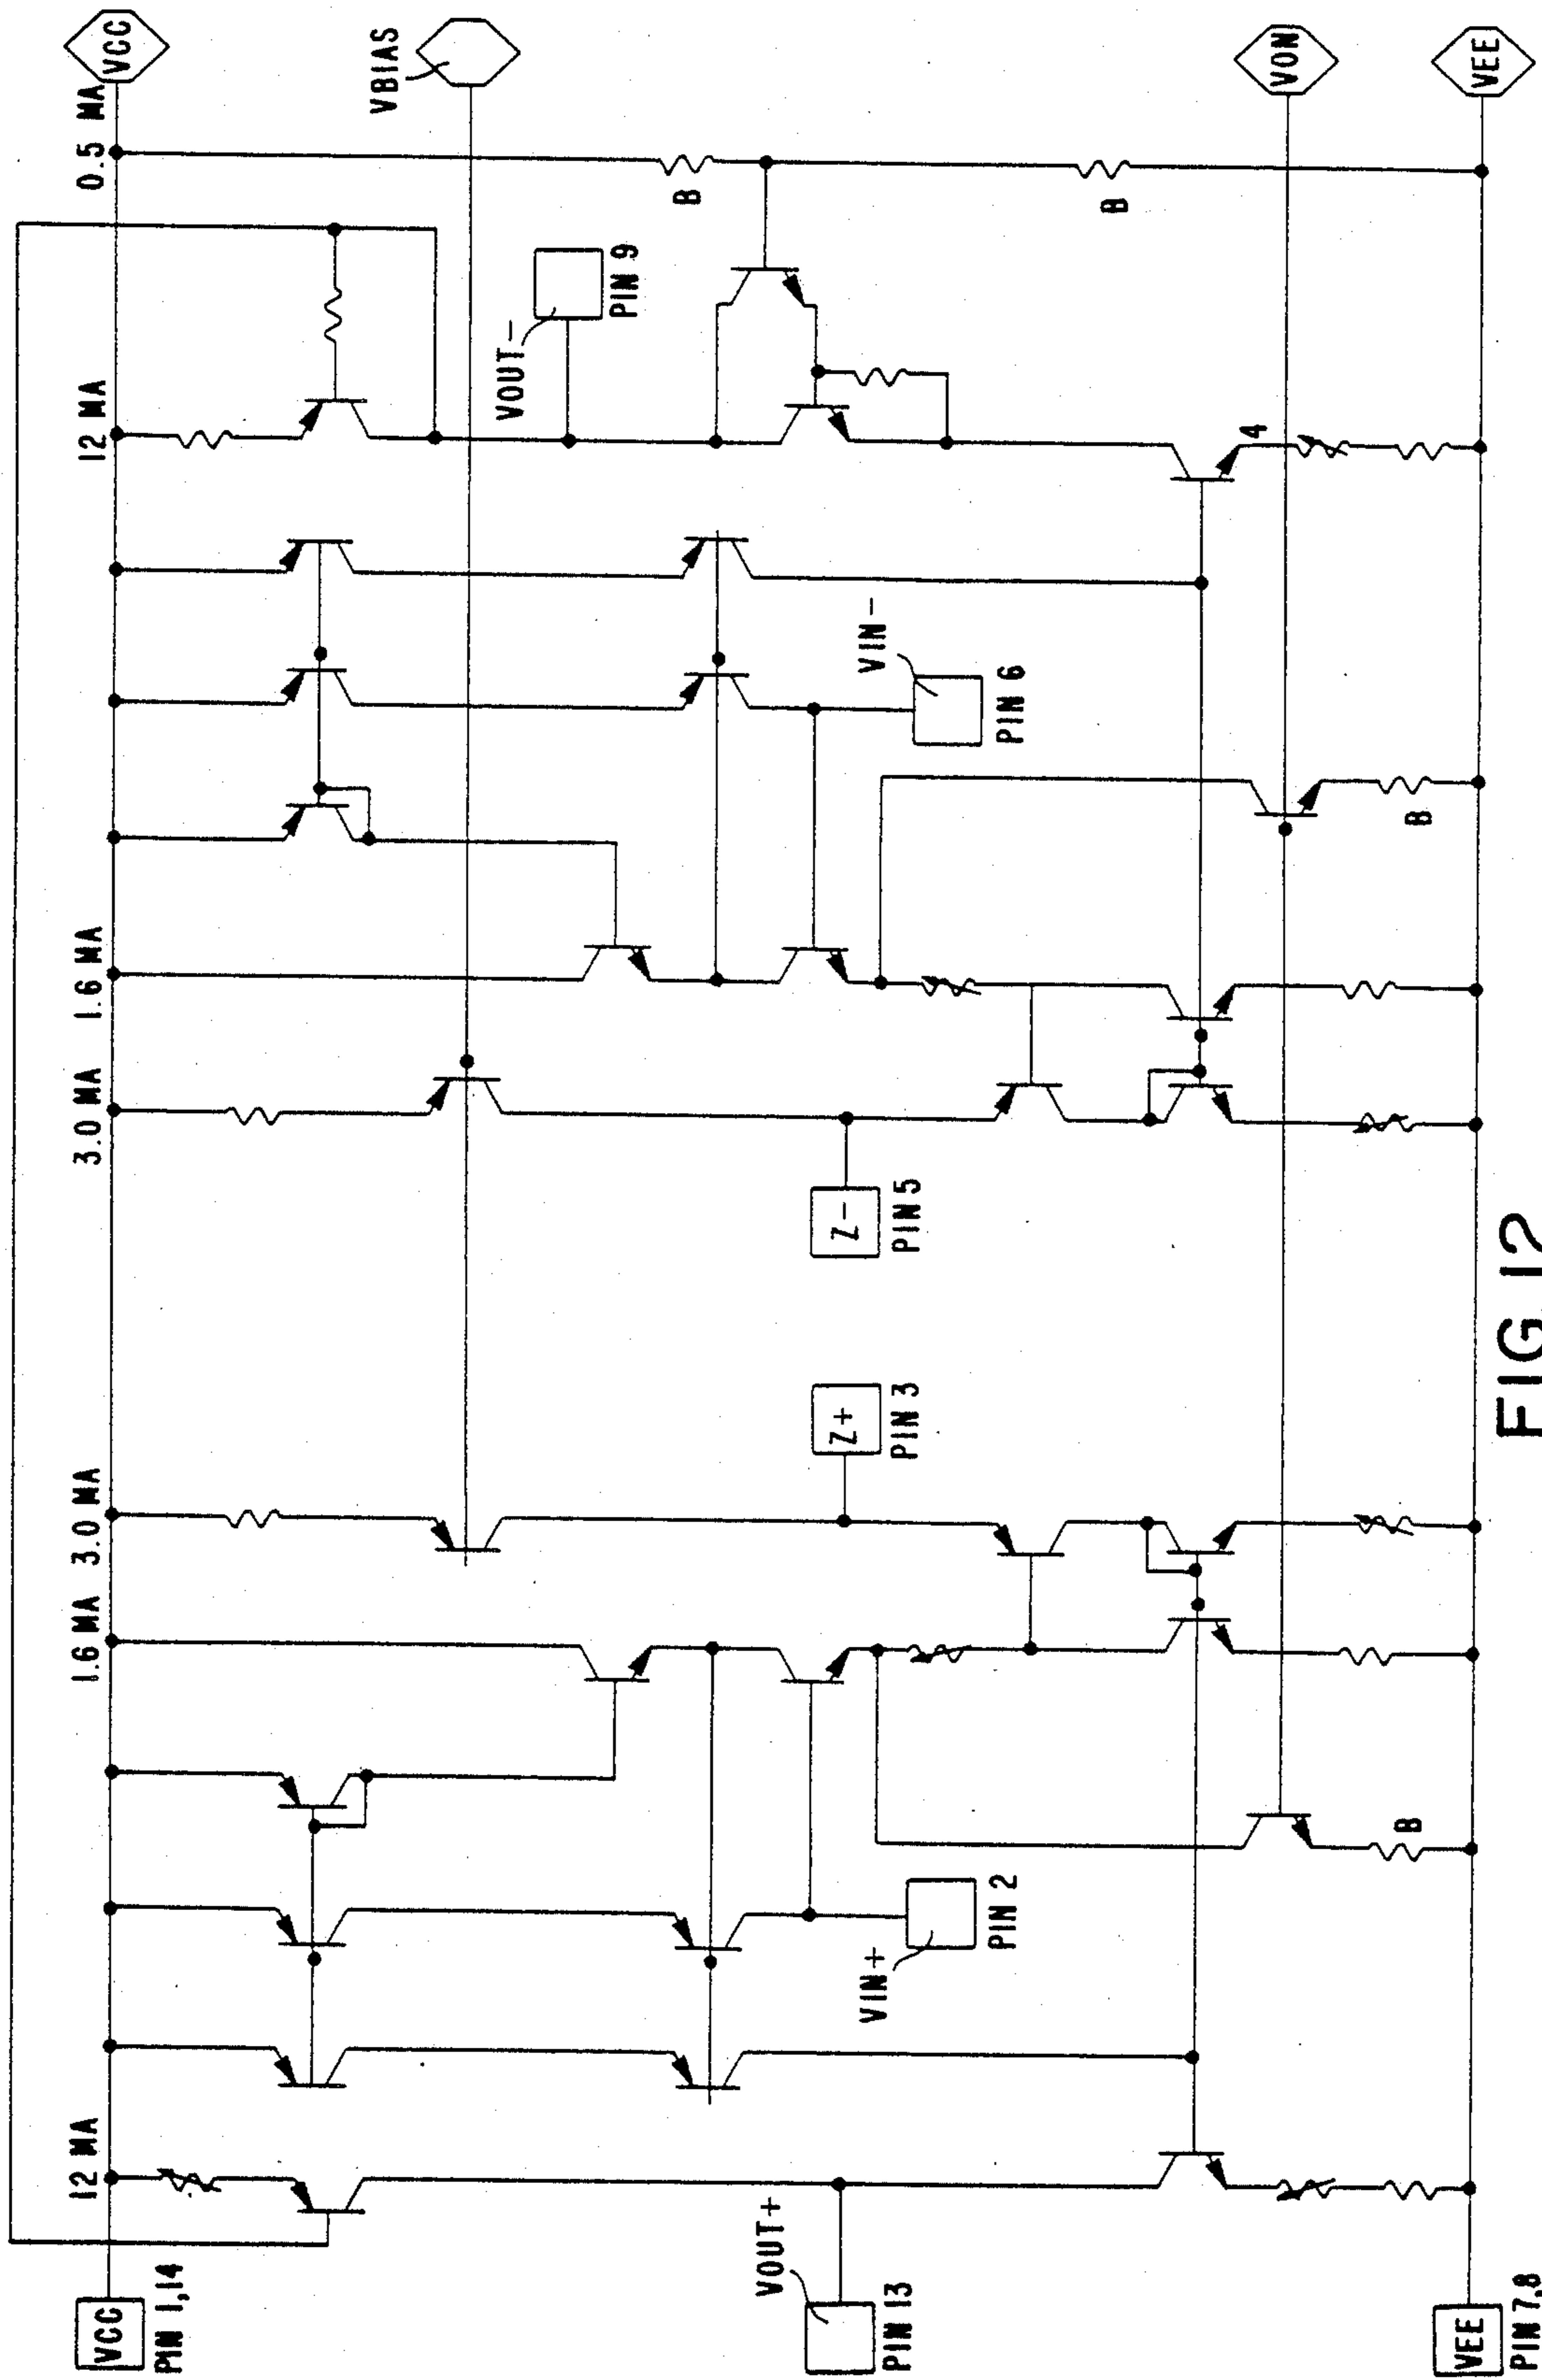 VCC
PIN 1,14
12 MA
1.6 MA
3.0 MA
3.0 MA
1.6 MA
12 MA
0.5 MA
VCC
VBIAS
VOUT+
PIN 13
VIN+
PIN 2
Z+
PIN 3
Z-
PIN 5
VIN-
PIN 6
VOUT-
PIN 9
B
B
B
B
4
VON
VEE
PIN 7,8
VEE
FIG. 12